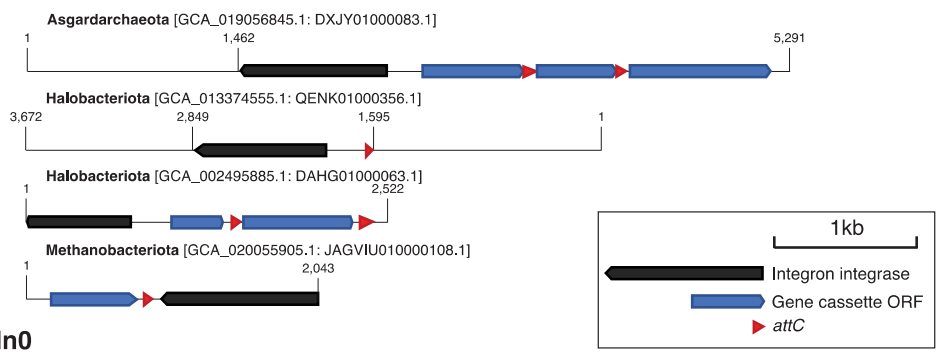 Asgardarchaeota [GCA_019056845.1: DXJY01000083.1]
1 1,462 5,291
Halobacteriota [GCA_013374555.1: QENK01000356.1]
3,672 2,849 1,595 1
Halobacteriota [GCA_002495885.1: DAHG01000063.1]
1 2,522
Methanobacteriota [GCA_020055905.1: JAGVIU010000108.1]
1 2,043
1kb
Integron integrase
Gene cassette ORF
attC
In0